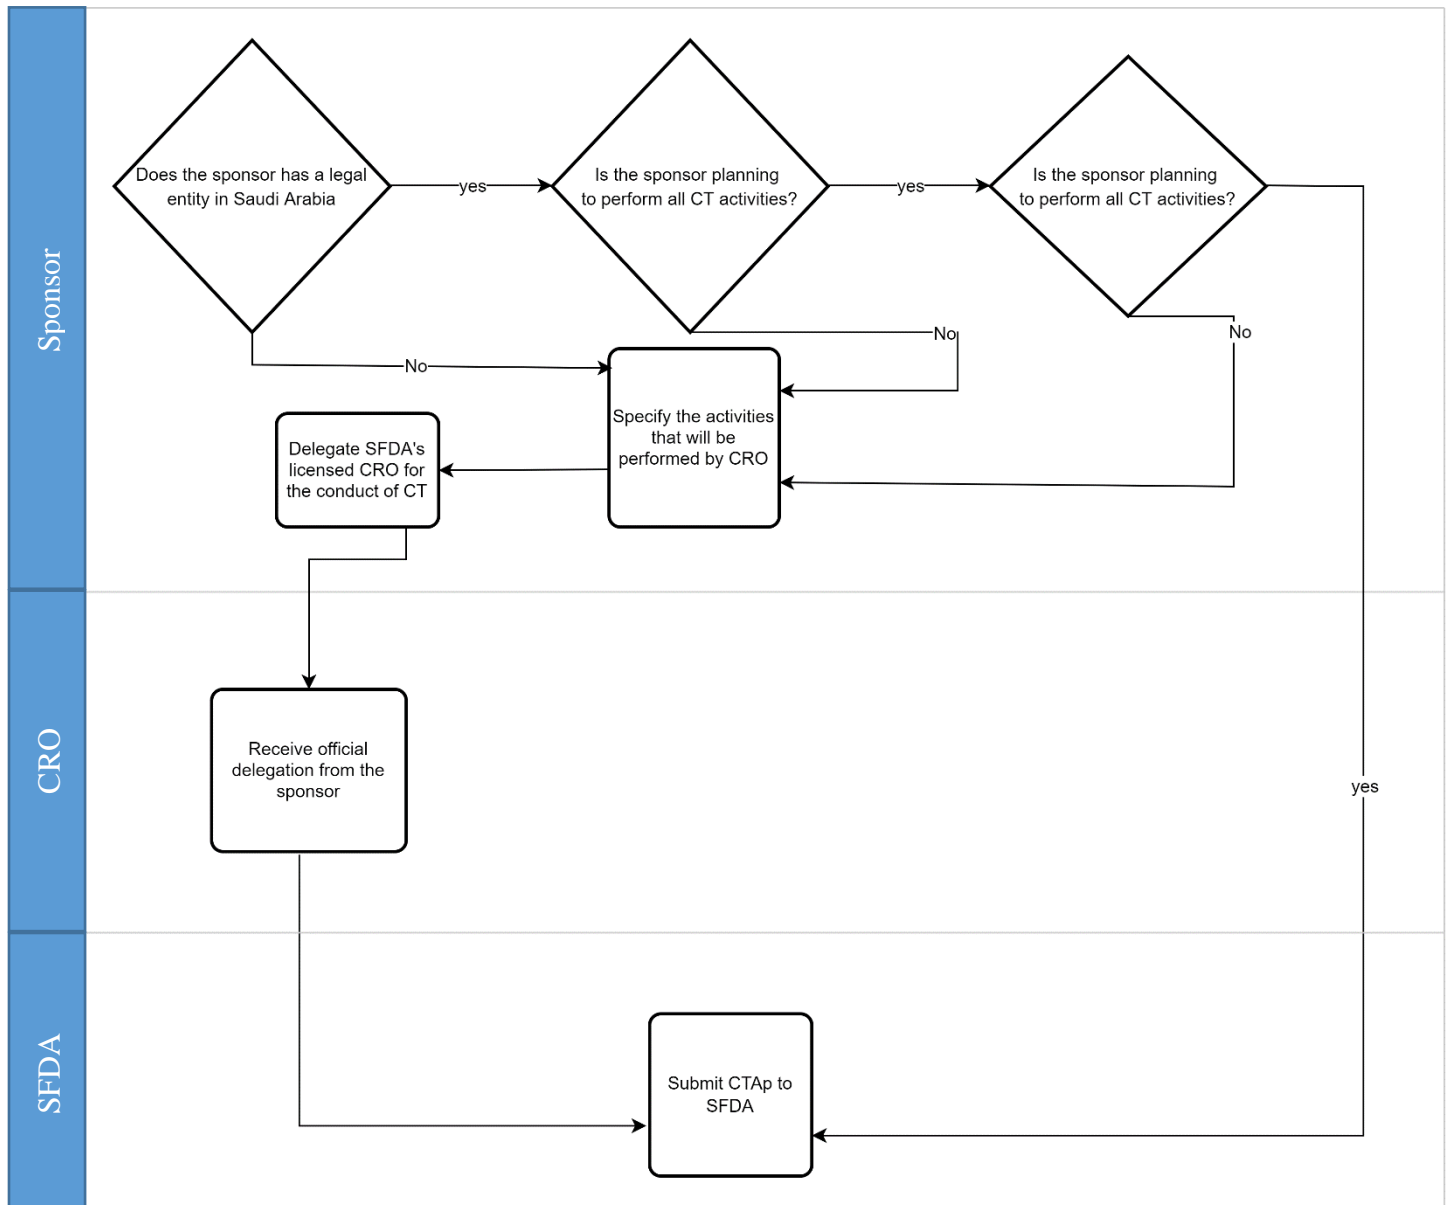 Sponsor
Does the sponsor has a legal
entity in Saudi Arabia
yes
Is the sponsor planning
to perform all CT activities?
yes
Is the sponsor planning
to perform all CT activities?
No
No
No
Specify the activities
that will be
performed by CRO
Delegate SFDA's
licensed CRO for
the conduct of CT
CRO
Receive official
delegation from the
sponsor
yes
SFDA
Submit CTAp to
SFDA